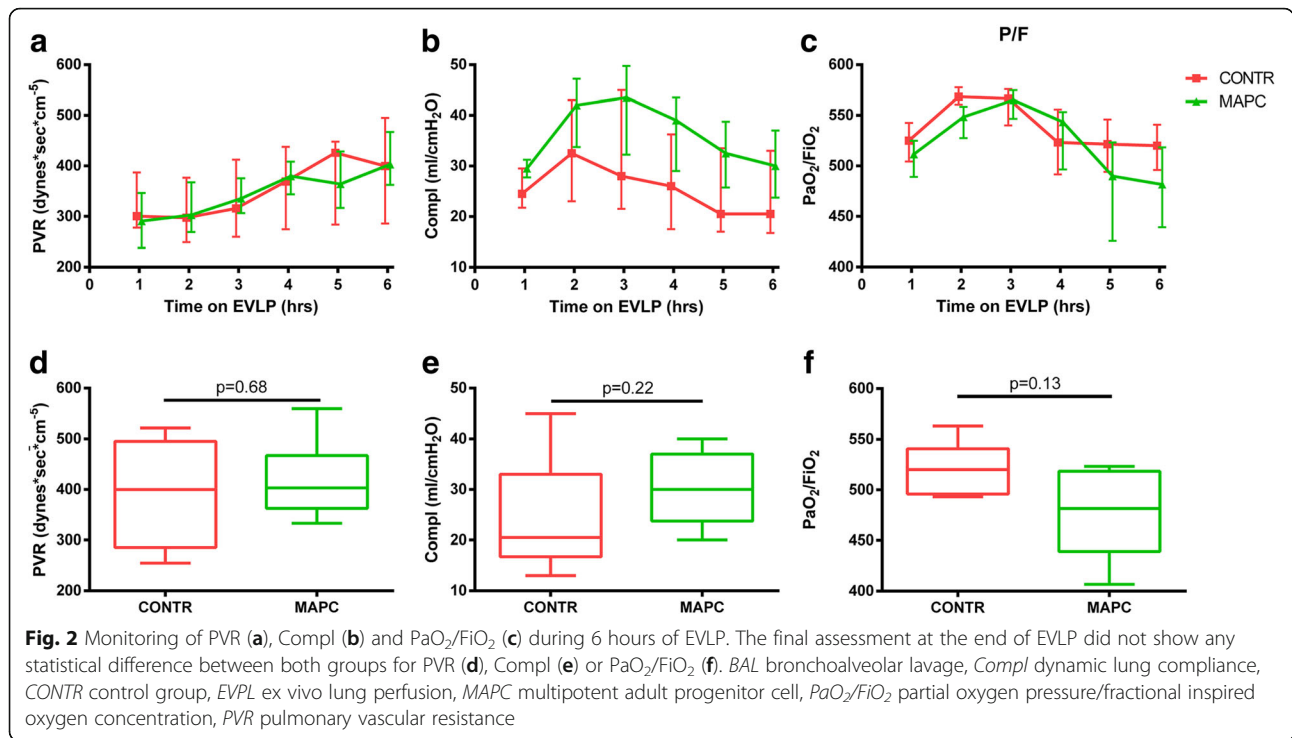 a
600
500
400
300
200
PVR (dynes*sec*cm-5)
0
1
2
3
4
5
6
Time on EVLP (hrs)
b
50
40
30
20
10
Compl (ml/cmH2O)
0
1
2
3
4
5
6
Time on EVLP (hrs)
c
P/F
600
550
500
450
400
PaO2/FiO2
0
1
2
3
4
5
6
Time on EVLP (hrs)
CONTR
MAPC
d
p=0.68
600
500
400
300
200
PVR (dynes*sec*cm-5)
CONTR
MAPC
e
p=0.22
50
40
30
20
10
Compl (ml/cmH2O)
CONTR
MAPC
f
p=0.13
600
550
500
450
400
PaO2/FiO2
CONTR
MAPC
Fig. 2 Monitoring of PVR (a), Compl (b) and PaO2/FiO2 (c) during 6 hours of EVLP. The final assessment at the end of EVLP did not show any
statistical difference between both groups for PVR (d), Compl (e) or PaO2/FiO2 (f). BAL bronchoalveolar lavage, Compl dynamic lung compliance,
CONTR control group, EVPL ex vivo lung perfusion, MAPC multipotent adult progenitor cell, PaO2/FiO2 partial oxygen pressure/fractional inspired
oxygen concentration, PVR pulmonary vascular resistance